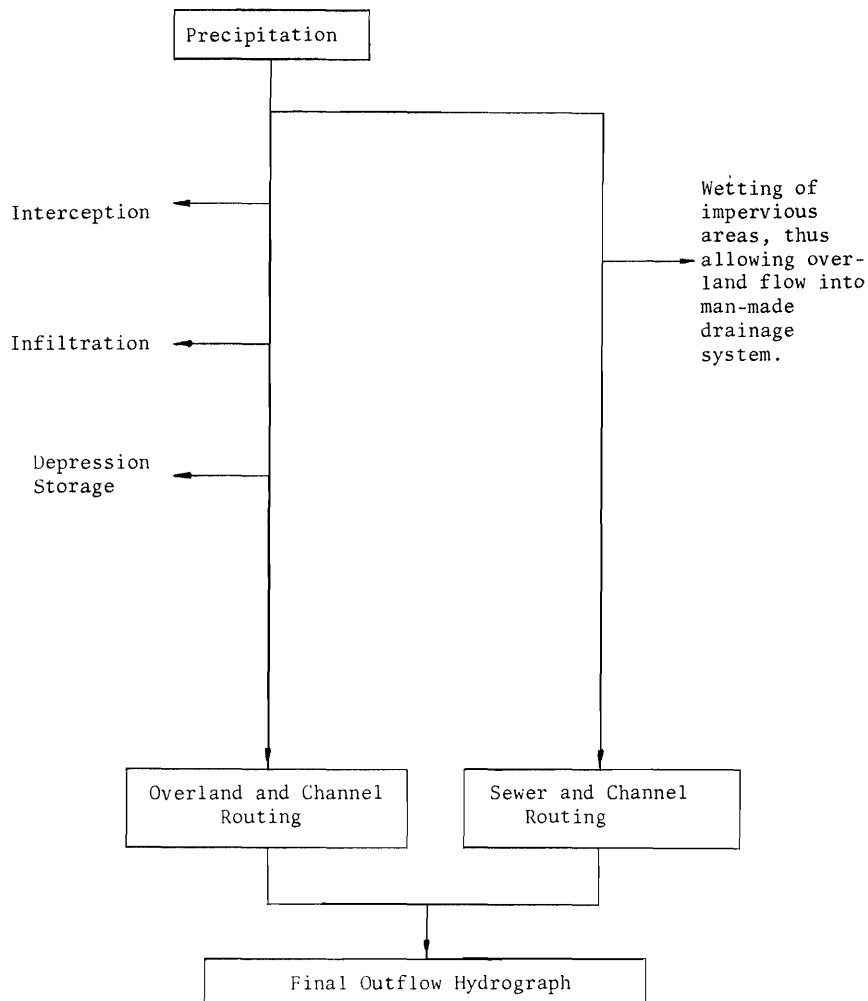 Precipitation
Interception
Infiltration
Depression
Storage
Wetting of
impervious
areas, thus
allowing over-
land flow into
man-made
drainage
system.
Overland and Channel
Routing
Sewer and Channel
Routing
Final Outflow Hydrograph